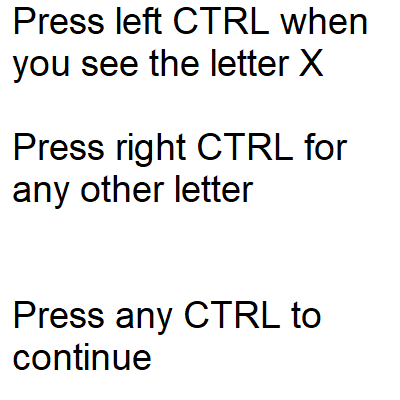 Press left CTRL when
you see the letter X
Press right CTRL for
any other letter
Press any CTRL to
continue